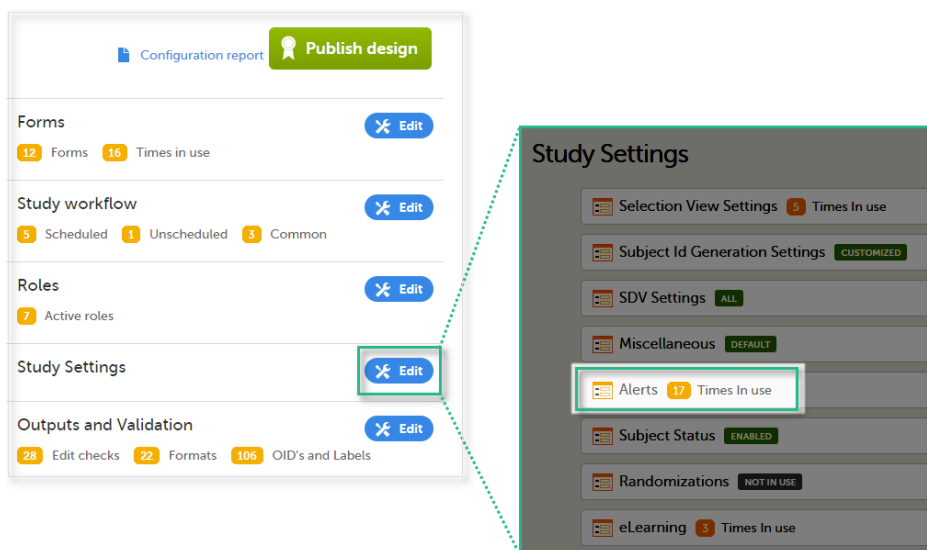 Configuration report
Publish design
Forms
Edit
12 Forms 16 Times in use
Study workflow
Edit
5 Scheduled 1 Unscheduled 3 Common
Roles
Edit
7 Active roles
Study Settings
Edit
Outputs and Validation
Edit
28 Edit checks 22 Formats 106 OID's and Labels
Study Settings
Selection View Settings 5 Times In use
Subject Id Generation Settings CUSTOMIZED
SDV Settings ALL
Miscellaneous DEFAULT
Alerts 17 Times In use
Subject Status ENABLED
Randomizations NOT IN USE
eLearning 3 Times In use